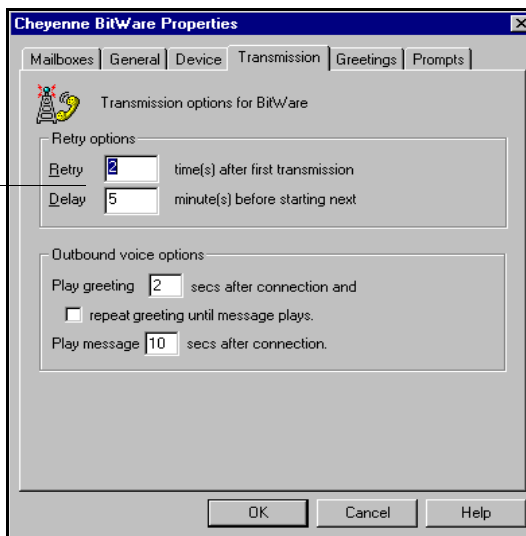 Cheyenne BitWare Properties
Mailboxes General Device Transmission Greetings Prompts
Transmission options for BitWare
Retry options
Retry 2 time(s) after first transmission
Delay 5 minute(s) before starting next
Outbound voice options
Play greeting 2 secs after connection and
repeat greeting until message plays.
Play message 10 secs after connection.
OK Cancel Help